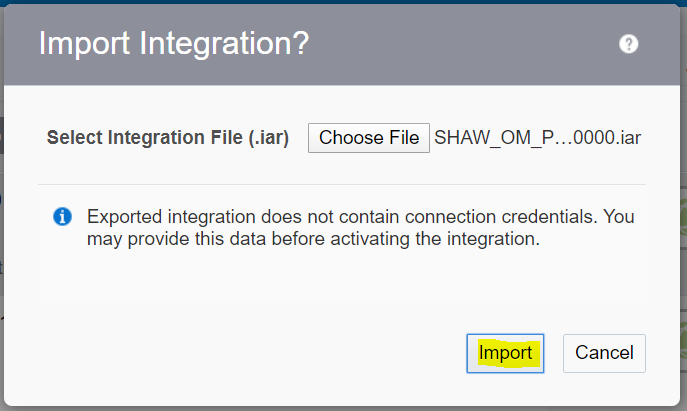 Import Integration?
?
Select Integration File (.iar) Choose File SHAW_OM_P...0000.iar
i Exported integration does not contain connection credentials. You
may provide this data before activating the integration.
Import Cancel